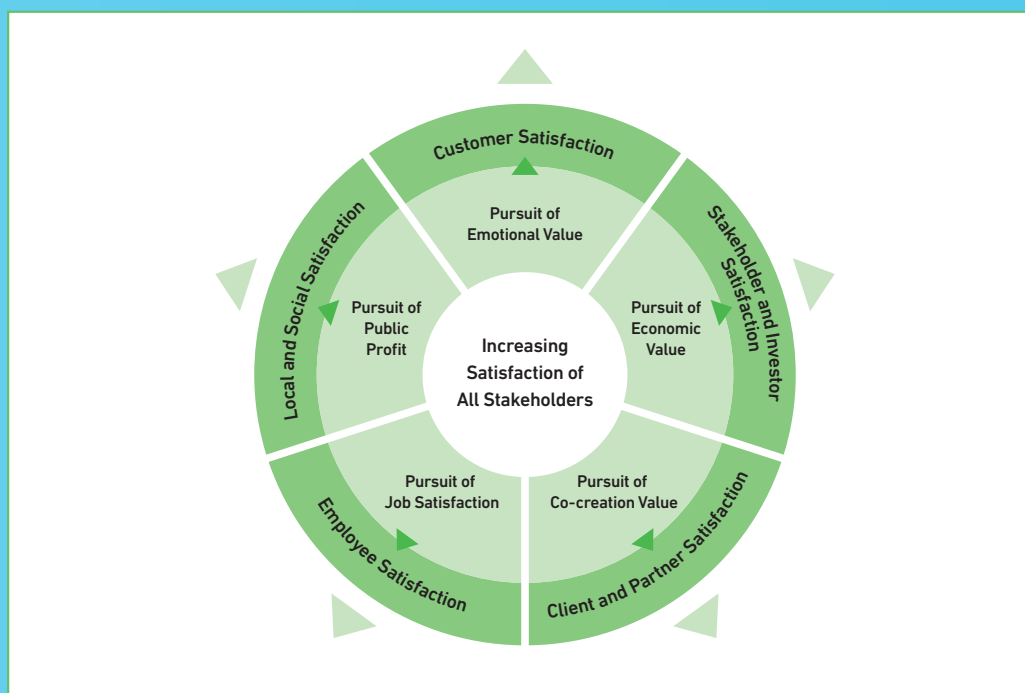 Customer Satisfaction
Pursuit of
Emotional Value
Stakeholder and Investor
Satisfaction
Pursuit of
Economic
Value
Client and Partner Satisfaction
Pursuit of
Co-creation Value
Employee Satisfaction
Pursuit of
Job Satisfaction
Local and Social Satisfaction
Pursuit of
Public
Profit
Increasing
Satisfaction of
All Stakeholders